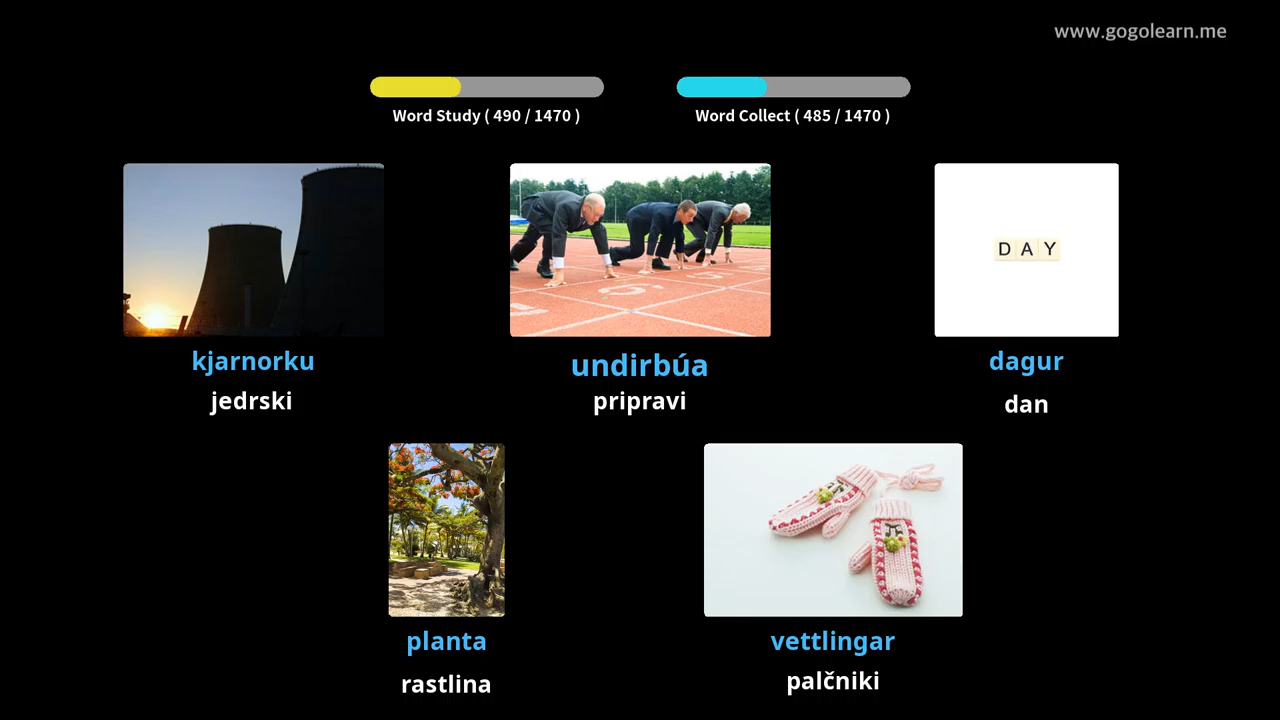 www.gogolearn.me
Word Study ( 490 / 1470 )
Word Collect ( 485 / 1470 )
DAY
kjarnorku
undirbúa
dagur
jedrski
pripravi
dan
planta
vettlingar
rastlina
palčniki